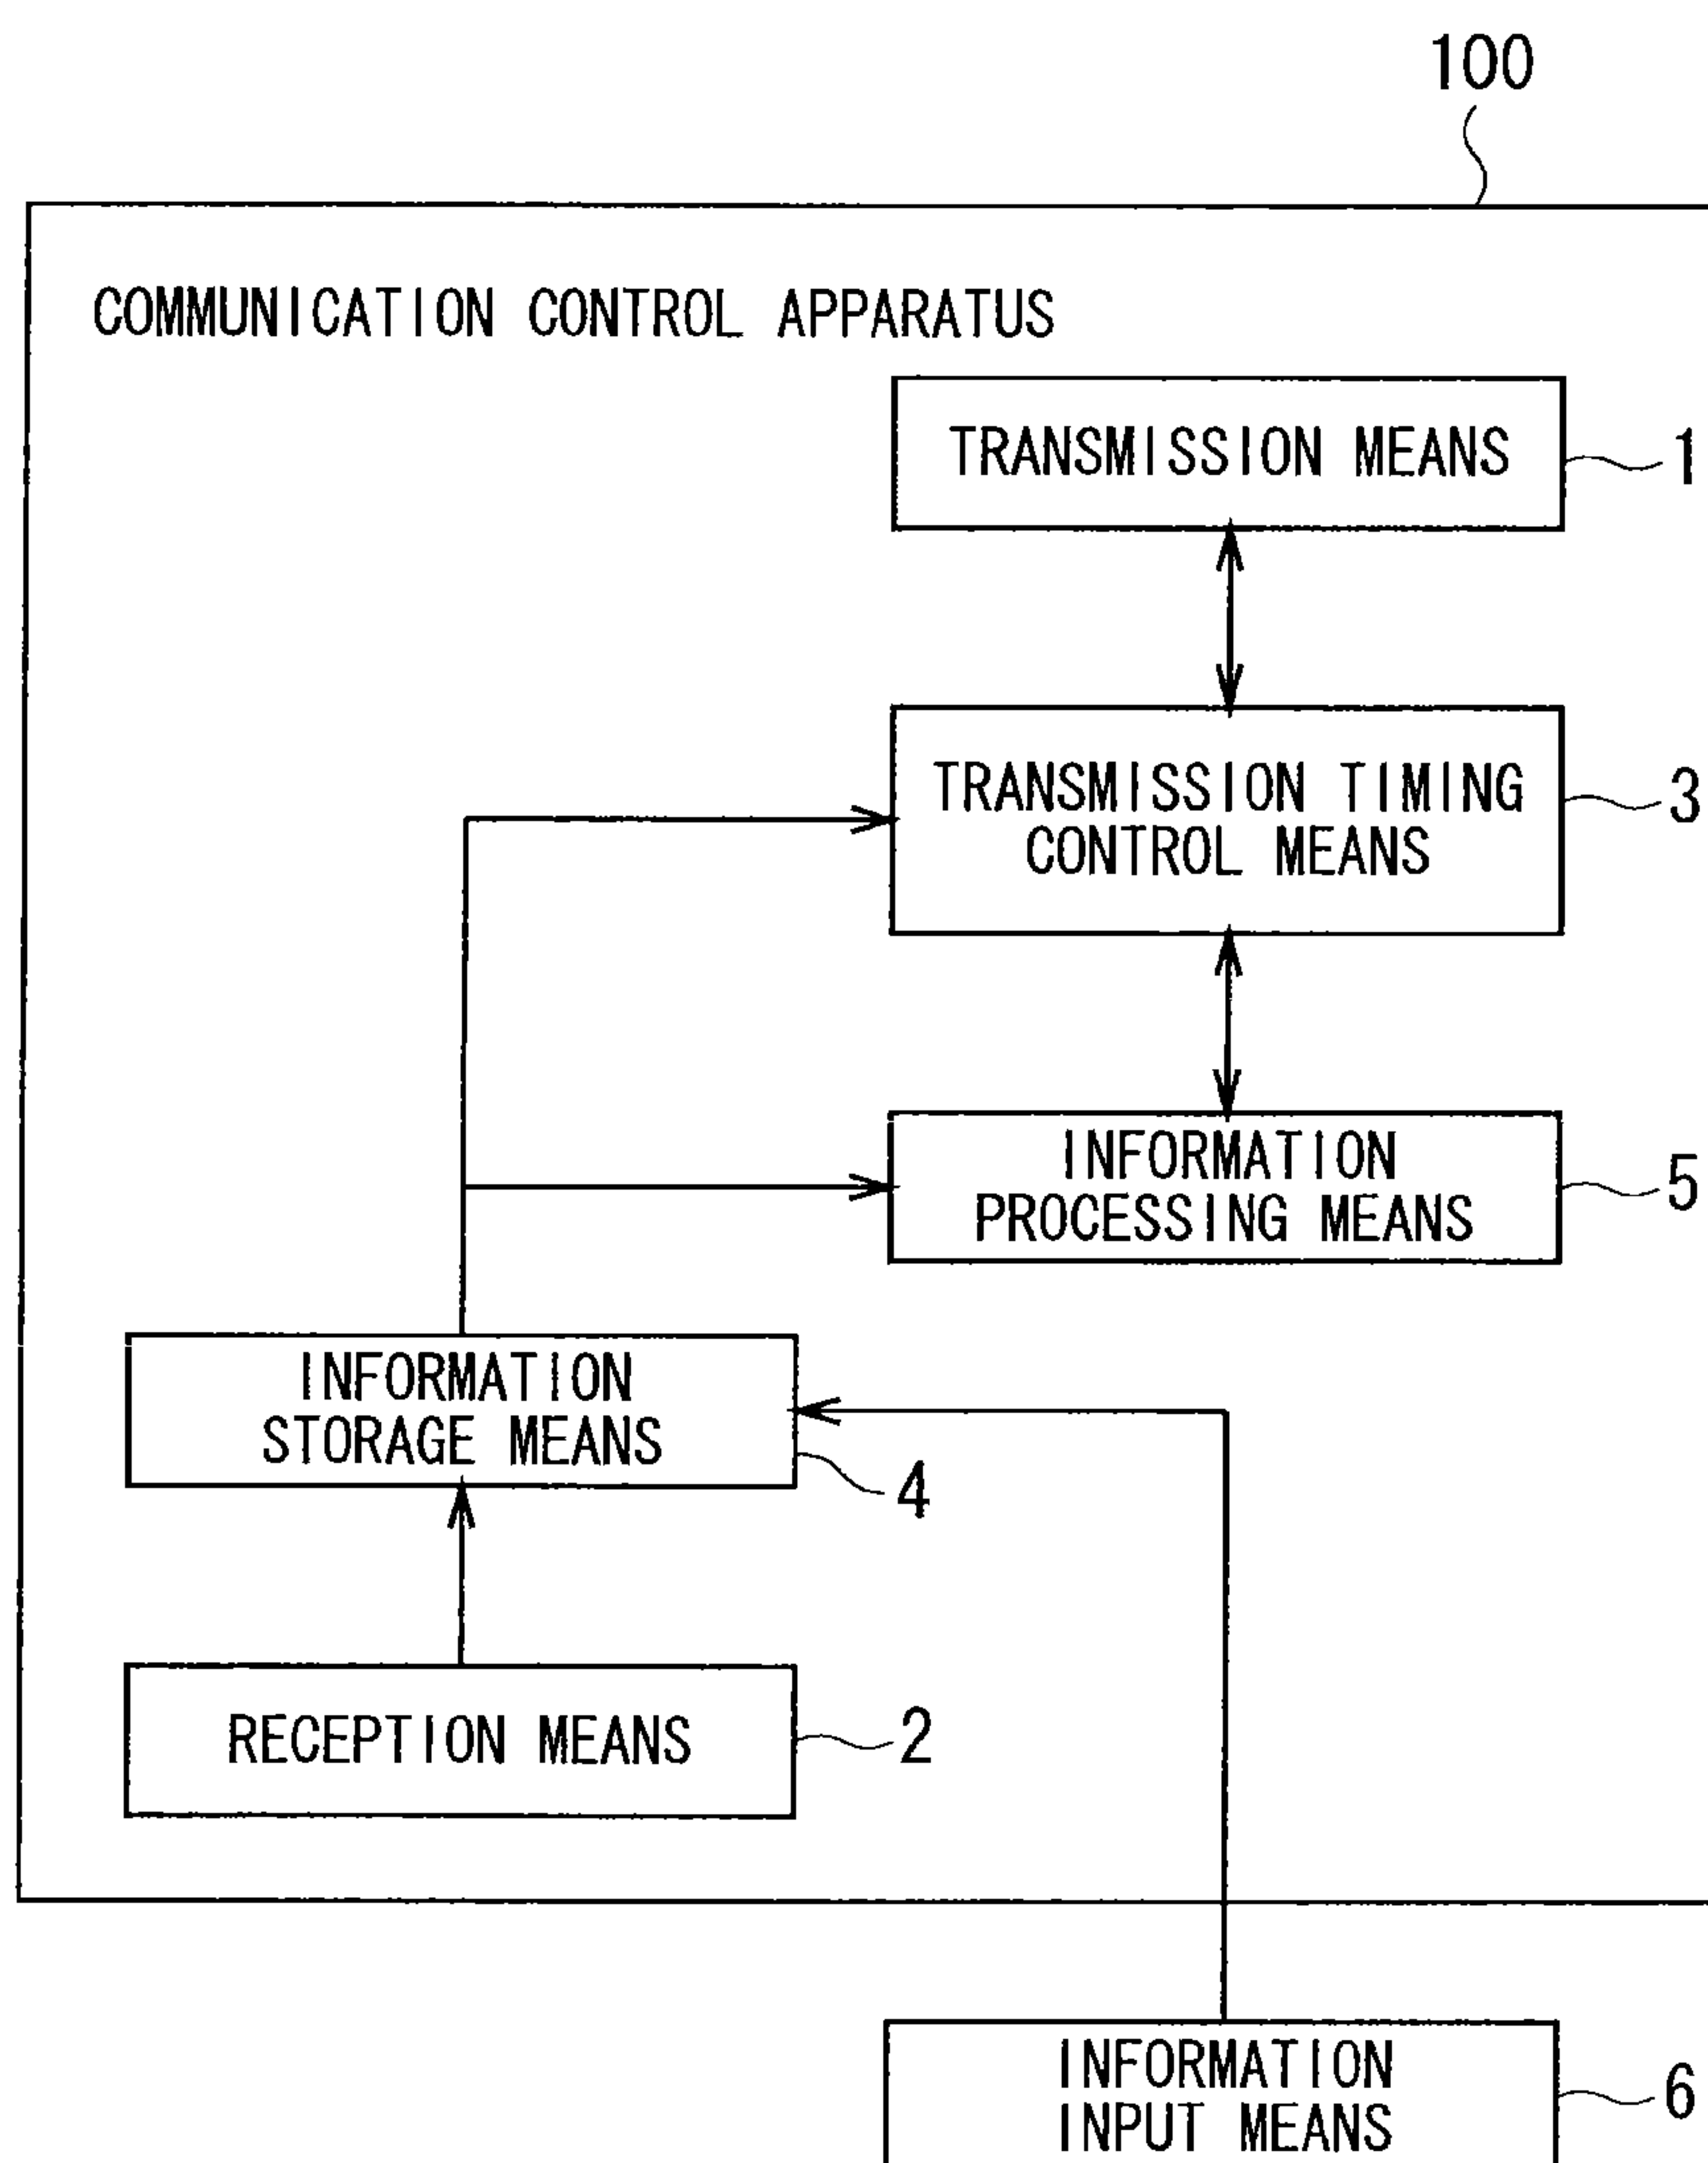 100
COMMUNICATION CONTROL APPARATUS
TRANSMISSION MEANS
1
TRANSMISSION TIMING
CONTROL MEANS
3
INFORMATION
PROCESSING MEANS
5
INFORMATION
STORAGE MEANS
4
RECEPTION MEANS
2
INFORMATION
INPUT MEANS
6